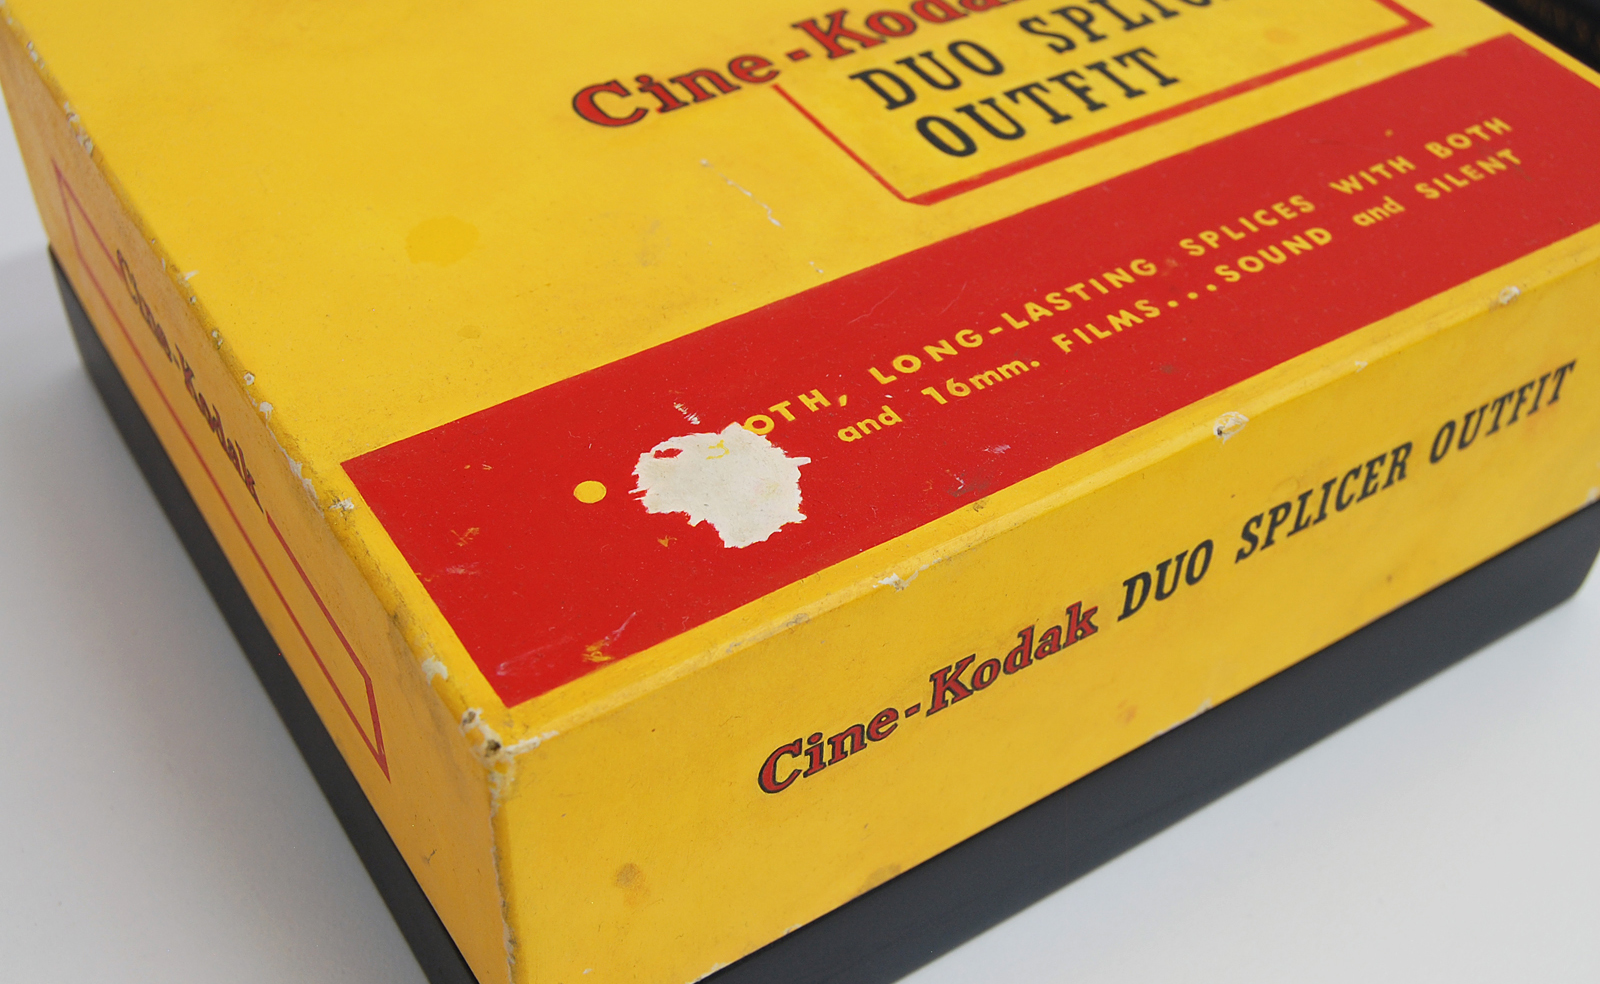 Cine-Kodak
DUO SPLIC
OUTFIT
OTH, LONG-LASTING SPLICES WITH BOTH
and 16mm. FILMS...SOUND and SILENT
Cine-Kodak
Cine-Kodak DUO SPLICER OUTFIT